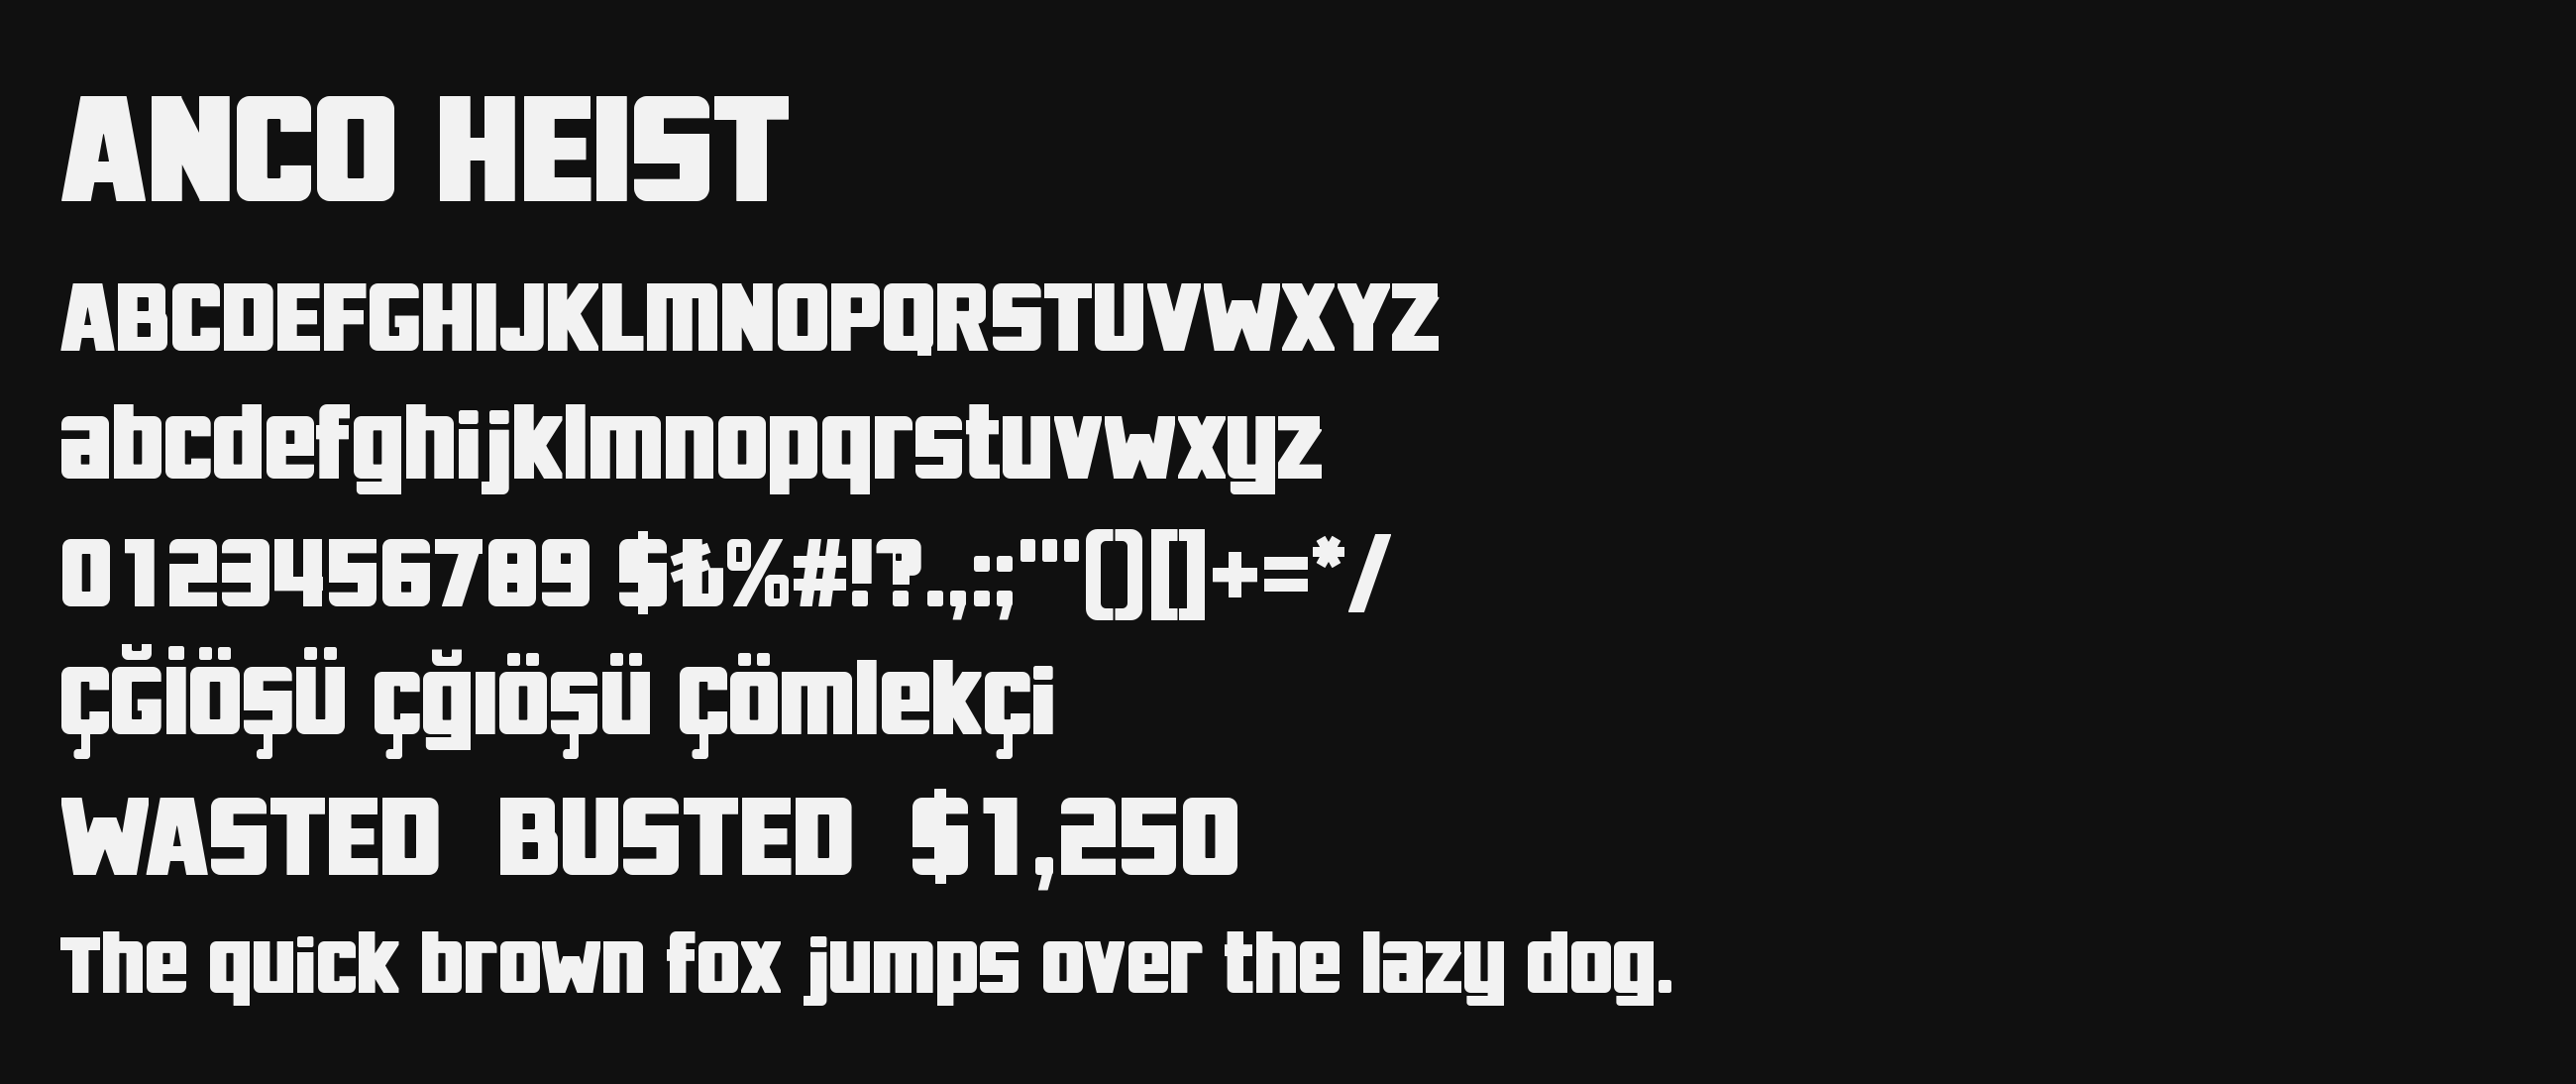 ANCO HEIST
ABCDEFGHIJKLMNOPQRSTUVWXYZ
abcdefghijklmnopqrstuvwxyz
0123456789 $₺%#!?.,:;'"()[]+=*/
ÇĞİÖŞÜ çğıöşü Çömlekçi
WASTED BUSTED $1,250
The quick brown fox jumps over the lazy dog.